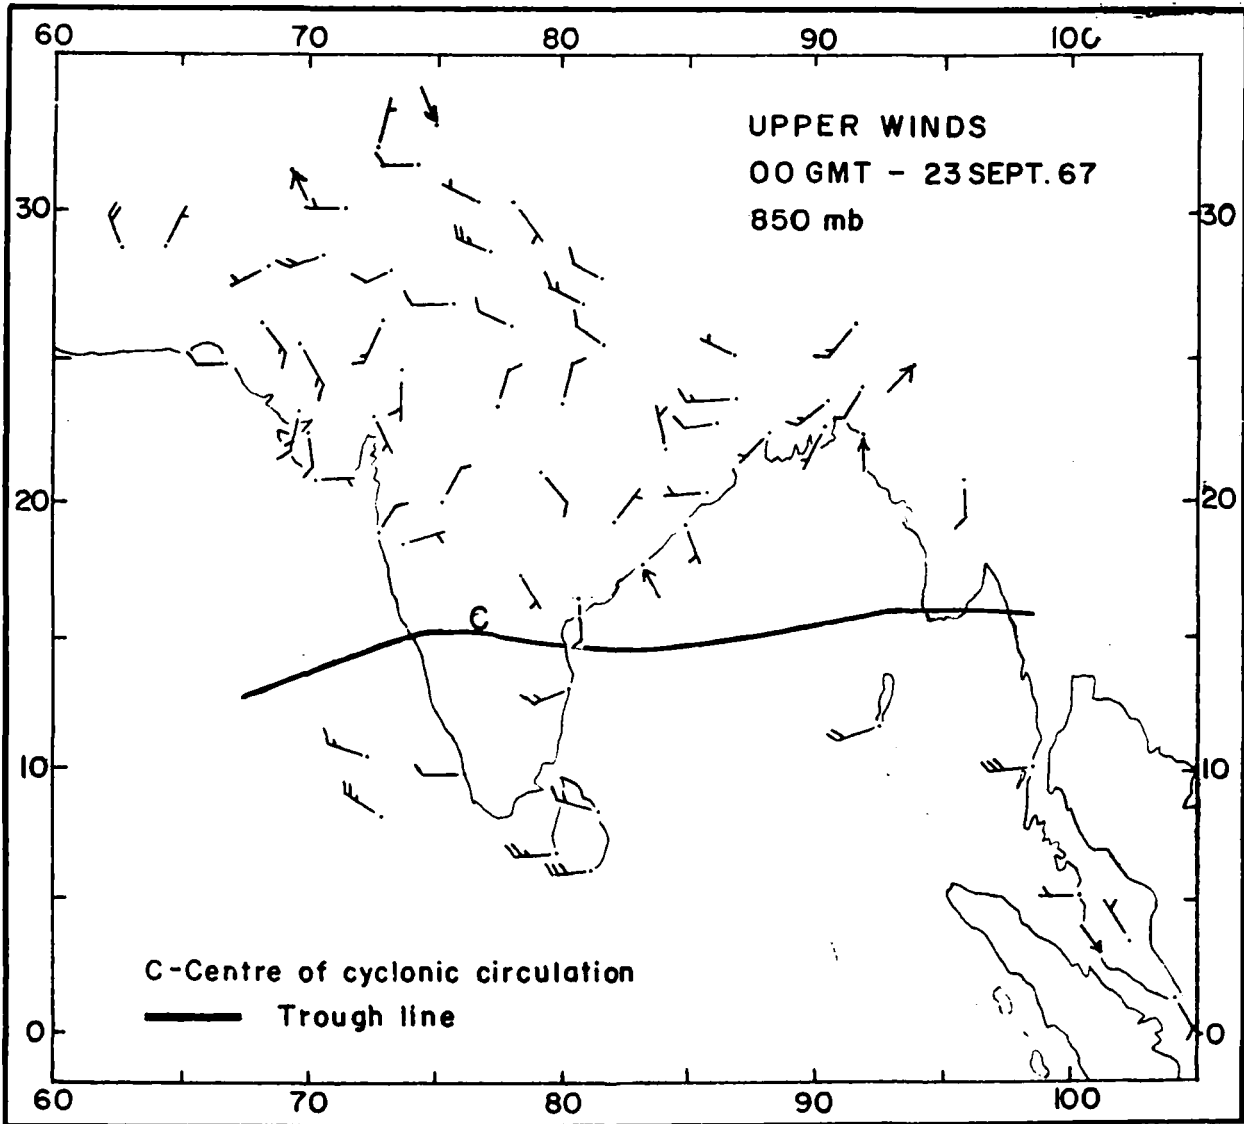 60 70 80 90 100
UPPER WINDS
00 GMT - 23 SEPT. 67
850 mb
30 30
20 20
C
10 10
C-Centre of cyclonic circulation
Trough line
0 0
60 70 80 90 100